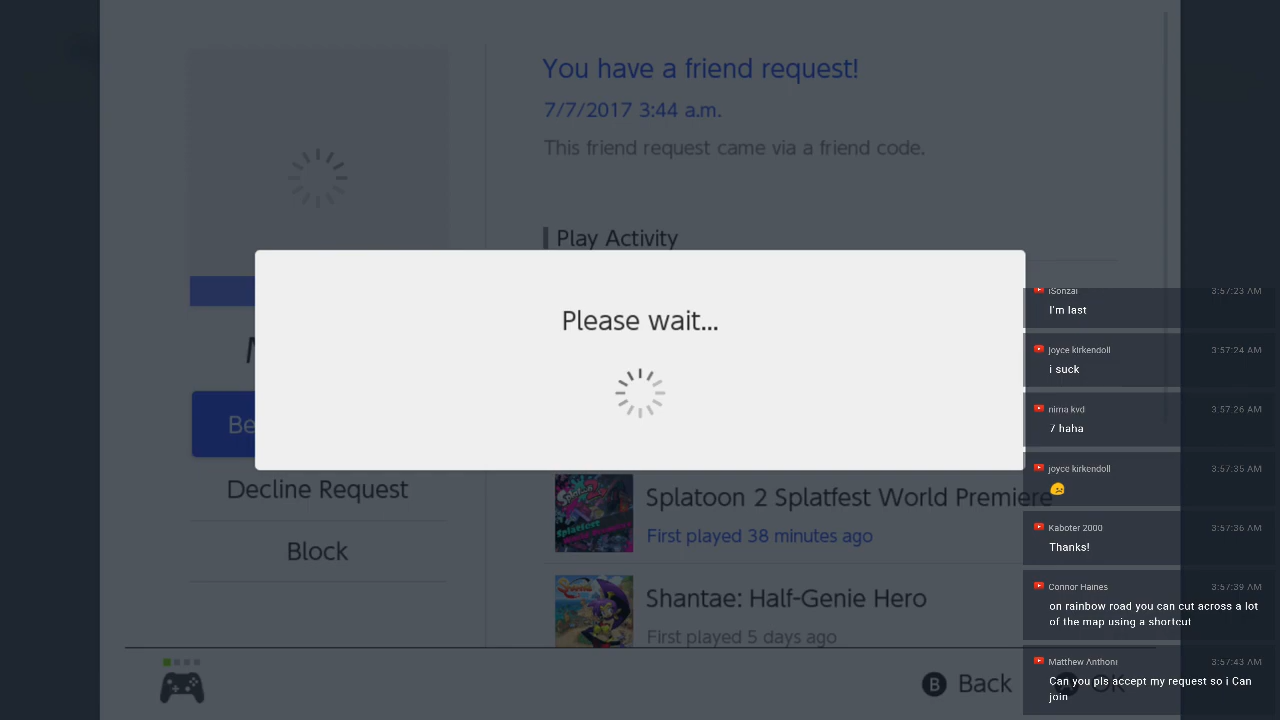 You have a friend request!
7/7/2017 3:44 a.m.
This friend request came via a friend code.
Play Activity
Please wait...
Be
Decline Request
Block
Splatoon 2 Splatfest World Premiere
First played 38 minutes ago
Shantae: Half-Genie Hero
First played 5 days ago
B Back
OK
iSonzai 3:57:23 AM
I'm last
joyce kirkendoll 3:57:24 AM
i suck
nima kvd 3:57:26 AM
7 haha
joyce kirkendoll 3:57:35 AM
Kaboter 2000 3:57:36 AM
Thanks!
Connor Haines 3:57:39 AM
on rainbow road you can cut across a lot
of the map using a shortcut
Matthew Anthoni 3:57:43 AM
Can you pls accept my request so i Can
join